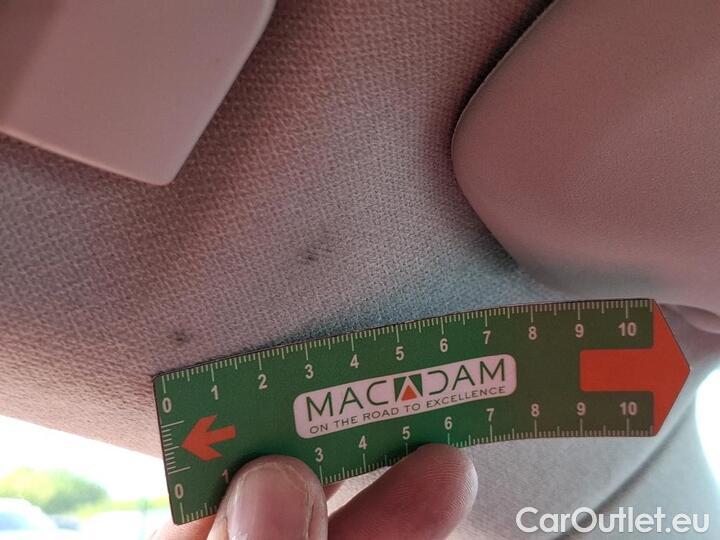 0 1 2 3 4 5 6 7 8 9 10
MACADAM
ON THE ROAD TO EXCELLENCE
0 1 3 4 5 6 7 8 9 10
CarOutlet.eu